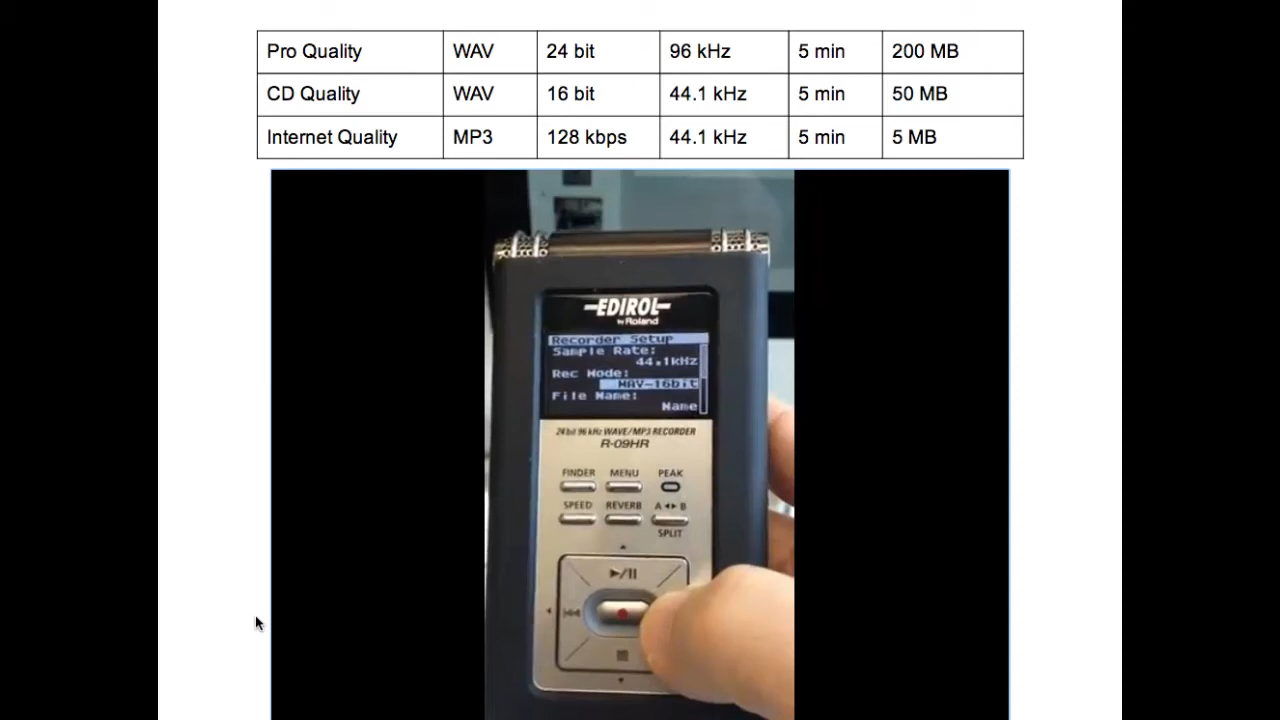 Pro Quality WAV 24 bit 96 kHz 5 min 200 MB
CD Quality WAV 16 bit 44.1 kHz 5 min 50 MB
Internet Quality MP3 128 kbps 44.1 kHz 5 min 5 MB
EDIROL
by Roland
Recorder Setup
Sample Rate:
44.1kHz
Rec Mode:
WAV-16bit
File Name:
Name
24bit 96 kHz WAVE/MP3 RECORDER
R-09HR
FINDER MENU PEAK
SPEED REVERB A◄►B
SPLIT